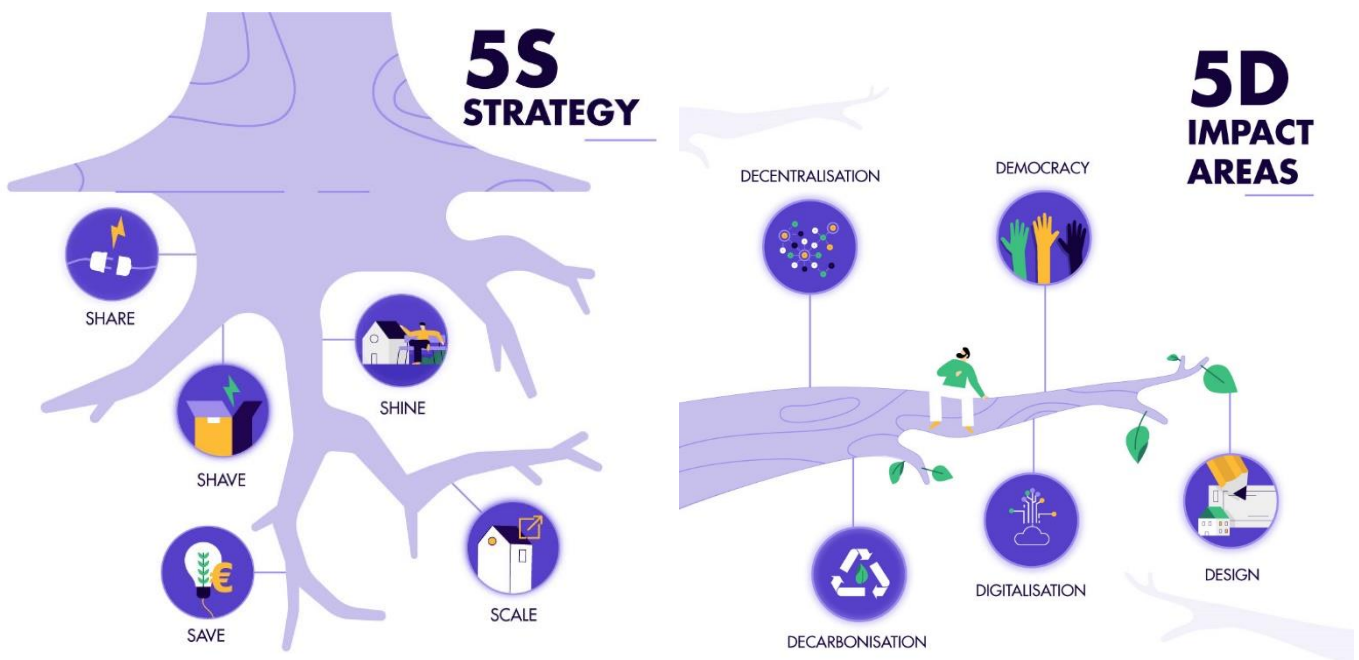 5S
STRATEGY
SHARE
SHINE
SHAVE
SCALE
SAVE
5D
IMPACT
AREAS
DECENTRALISATION
DEMOCRACY
DESIGN
DIGITALISATION
DECARBONISATION
€